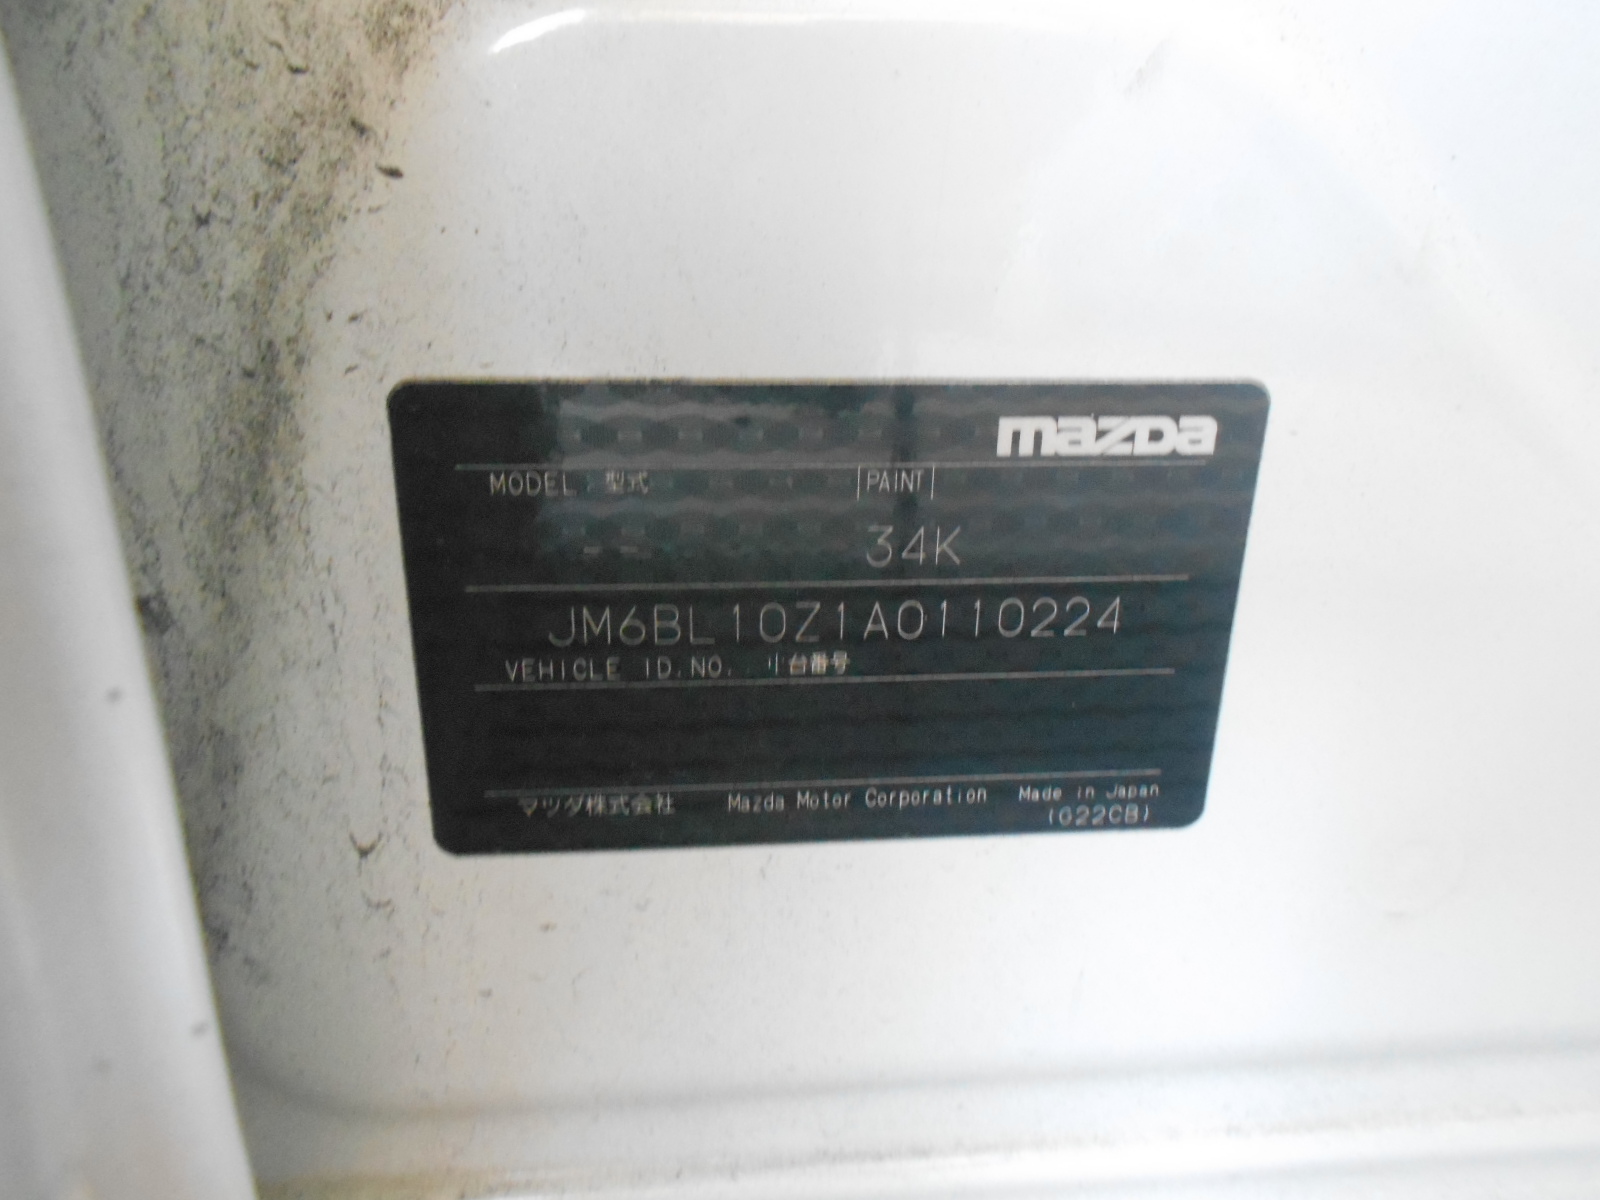 mazda
MODEL 型式 PAINT
-- 34K
JM6BL10Z1A0110224
VEHICLE ID.NO. 車台番号
マツダ株式会社 Mazda Motor Corporation Made in Japan
(G22CB)